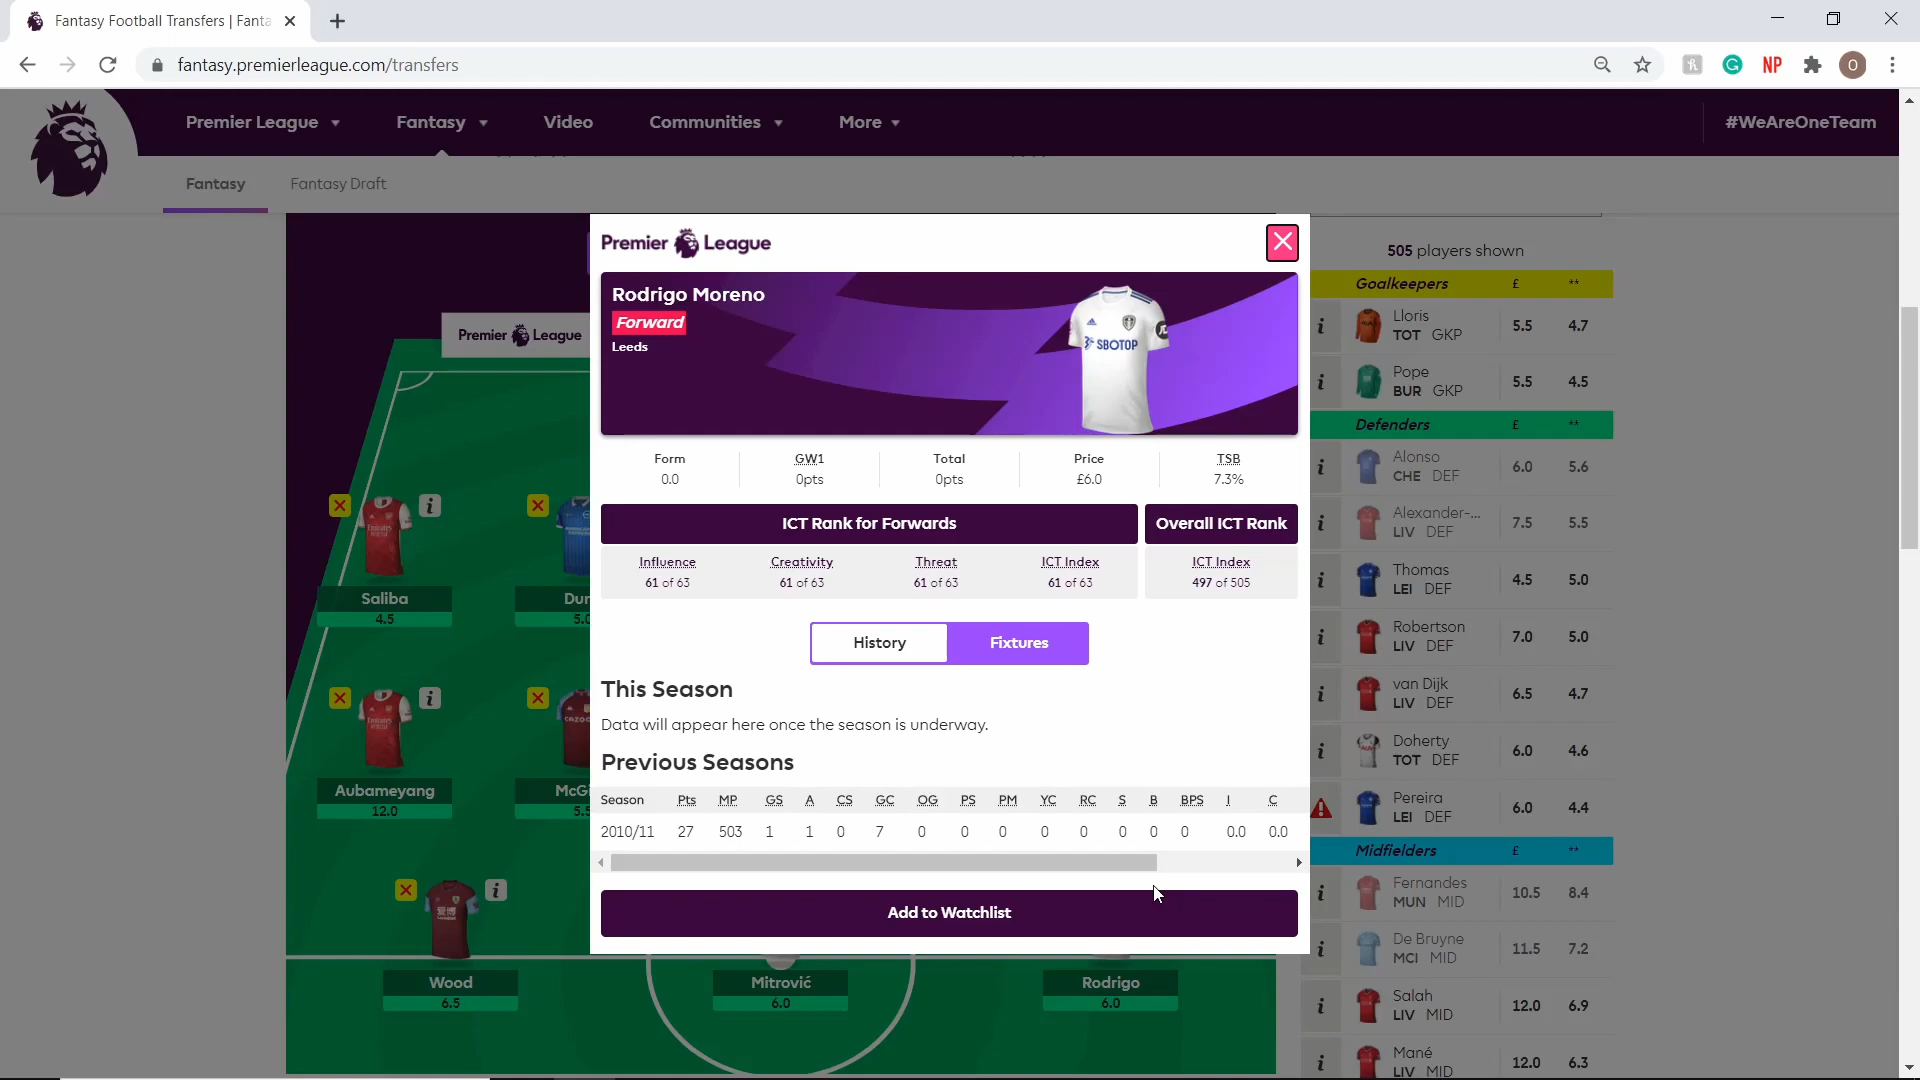 Fantasy Football Transfers | Fanta
fantasy.premierleague.com/transfers
NP
O
Premier League
Fantasy
Video
Communities
More
#WeAreOneTeam
Fantasy
Fantasy Draft
Premier League
Saliba
4.5
Dun
5.0
Aubameyang
12.0
McGi
5.5
Wood
6.5
Mitrović
6.0
Rodrigo
6.0
Premier League
Rodrigo Moreno
Forward
Leeds
SBOTOP
Form GW1 Total Price TSB
0.0 0pts 0pts £6.0 7.3%
ICT Rank for Forwards Overall ICT Rank
Influence Creativity Threat ICT Index ICT Index
61 of 63 61 of 63 61 of 63 61 of 63 497 of 505
History Fixtures
This Season
Data will appear here once the season is underway.
Previous Seasons
Season Pts MP GS A CS GC OG PS PM YC RC S B BPS I C
2010/11 27 503 1 1 0 7 0 0 0 0 0 0 0 0 0.0 0.0
Add to Watchlist
505 players shown
Goalkeepers £ **
Lloris
TOT GKP 5.5 4.7
Pope
BUR GKP 5.5 4.5
Defenders £ **
Alonso
CHE DEF 6.0 5.6
Alexander-...
LIV DEF 7.5 5.5
Thomas
LEI DEF 4.5 5.0
Robertson
LIV DEF 7.0 5.0
van Dijk
LIV DEF 6.5 4.7
Doherty
TOT DEF 6.0 4.6
Pereira
LEI DEF 6.0 4.4
Midfielders £ **
Fernandes
MUN MID 10.5 8.4
De Bruyne
MCI MID 11.5 7.2
Salah
LIV MID 12.0 6.9
Mané
LIV MID 12.0 6.3